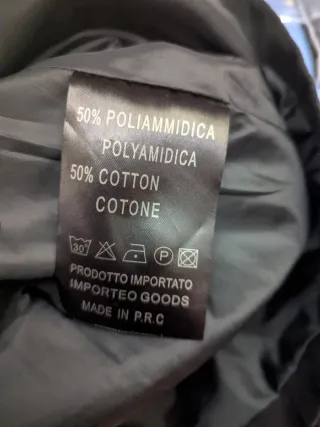 50% POLIAMMIDICA
POLYAMIDICA
50% COTTON
COTONE
30 P
PRODOTTO IMPORTATO
IMPORTEO GOODS
MADE IN P.R.C